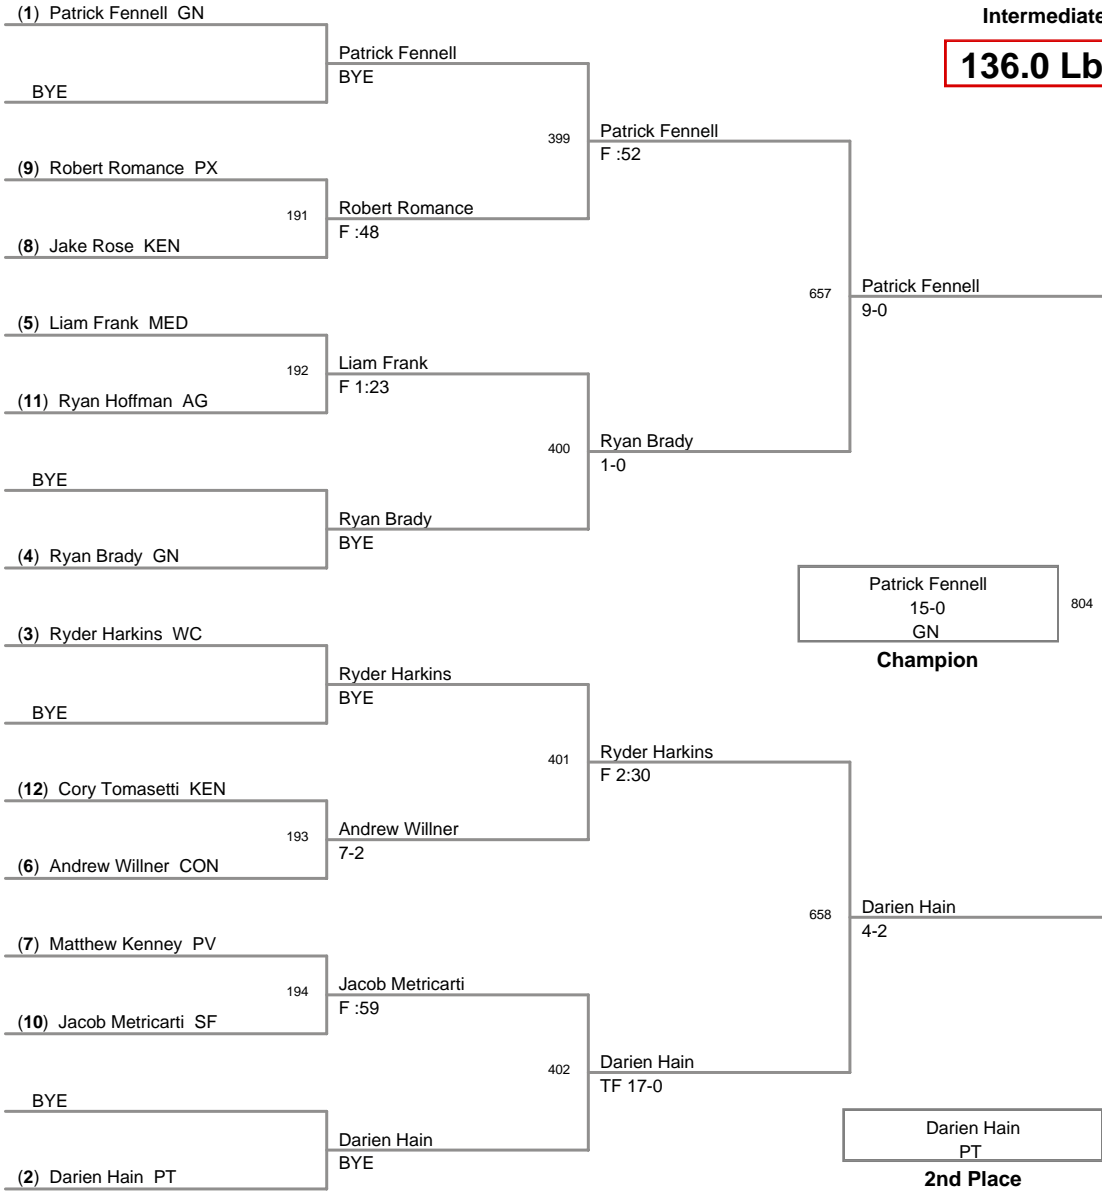 (1) Patrick Fennell GN
Intermediate
Patrick Fennell
BYE
136.0 Lb
BYE
399
Patrick Fennell
F :52
(9) Robert Romance PX
191
Robert Romance
F :48
(8) Jake Rose KEN
657
Patrick Fennell
9-0
(5) Liam Frank MED
192
Liam Frank
F 1:23
(11) Ryan Hoffman AG
400
Ryan Brady
1-0
BYE
Ryan Brady
BYE
(4) Ryan Brady GN
Patrick Fennell
15-0
GN
804
Champion
(3) Ryder Harkins WC
Ryder Harkins
BYE
BYE
401
Ryder Harkins
F 2:30
(12) Cory Tomasetti KEN
193
Andrew Willner
7-2
(6) Andrew Willner CON
658
Darien Hain
4-2
(7) Matthew Kenney PV
194
Jacob Metricarti
F :59
(10) Jacob Metricarti SF
402
Darien Hain
TF 17-0
BYE
Darien Hain
BYE
(2) Darien Hain PT
Darien Hain
PT
2nd Place